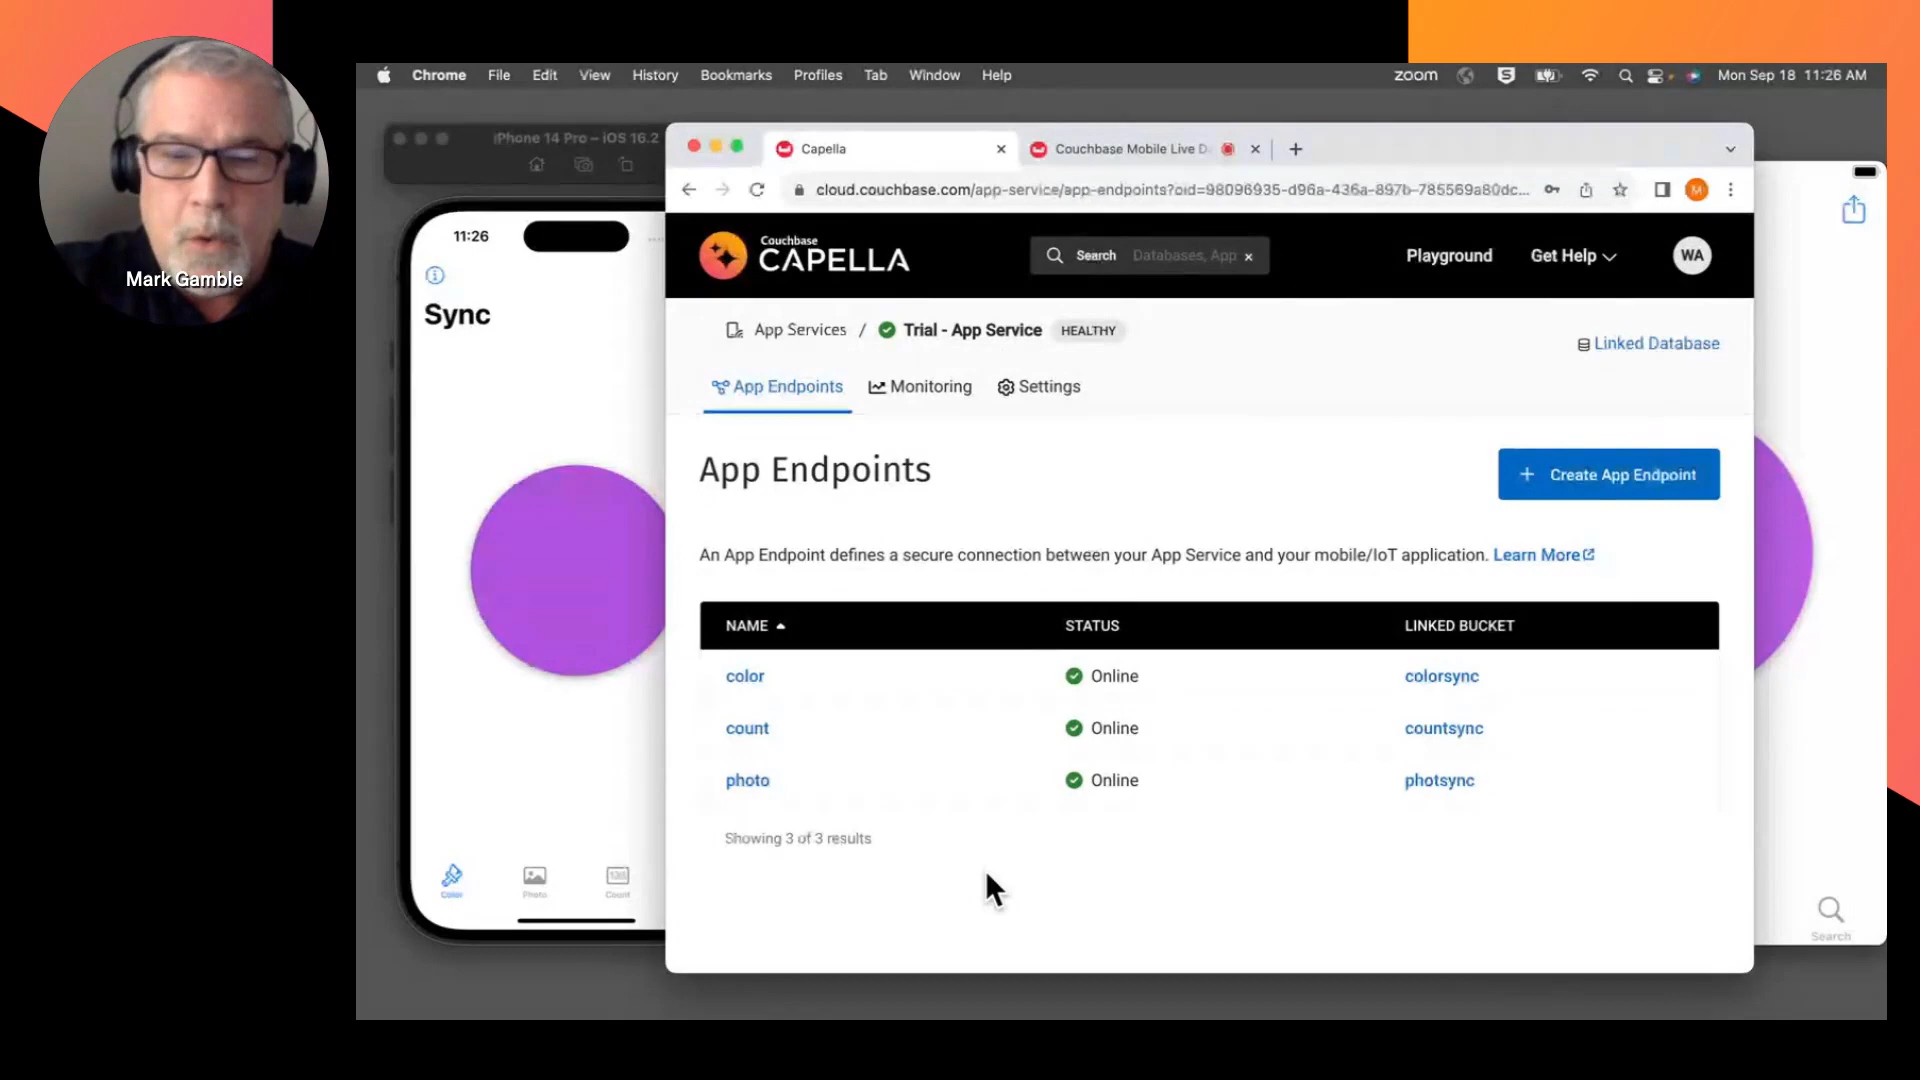 Mark Gamble
Chrome File Edit View History Bookmarks Profiles Tab Window Help
zoom Mon Sep 18 11:26 AM
iPhone 14 Pro – iOS 16.2
Capella
Couchbase Mobile Live D
cloud.couchbase.com/app-service/app-endpoints?oid=98096935-d96a-436a-897b-785569a80dc...
M
11:26
Sync
Couchbase
CAPELLA
Search Databases, App
Playground
Get Help
WA
App Services / Trial - App Service HEALTHY
Linked Database
App Endpoints Monitoring Settings
App Endpoints
+ Create App Endpoint
An App Endpoint defines a secure connection between your App Service and your mobile/IoT application. Learn More
NAME STATUS LINKED BUCKET
color Online colorsync
count Online countsync
photo Online photsync
Showing 3 of 3 results
Color Photo Count
Search